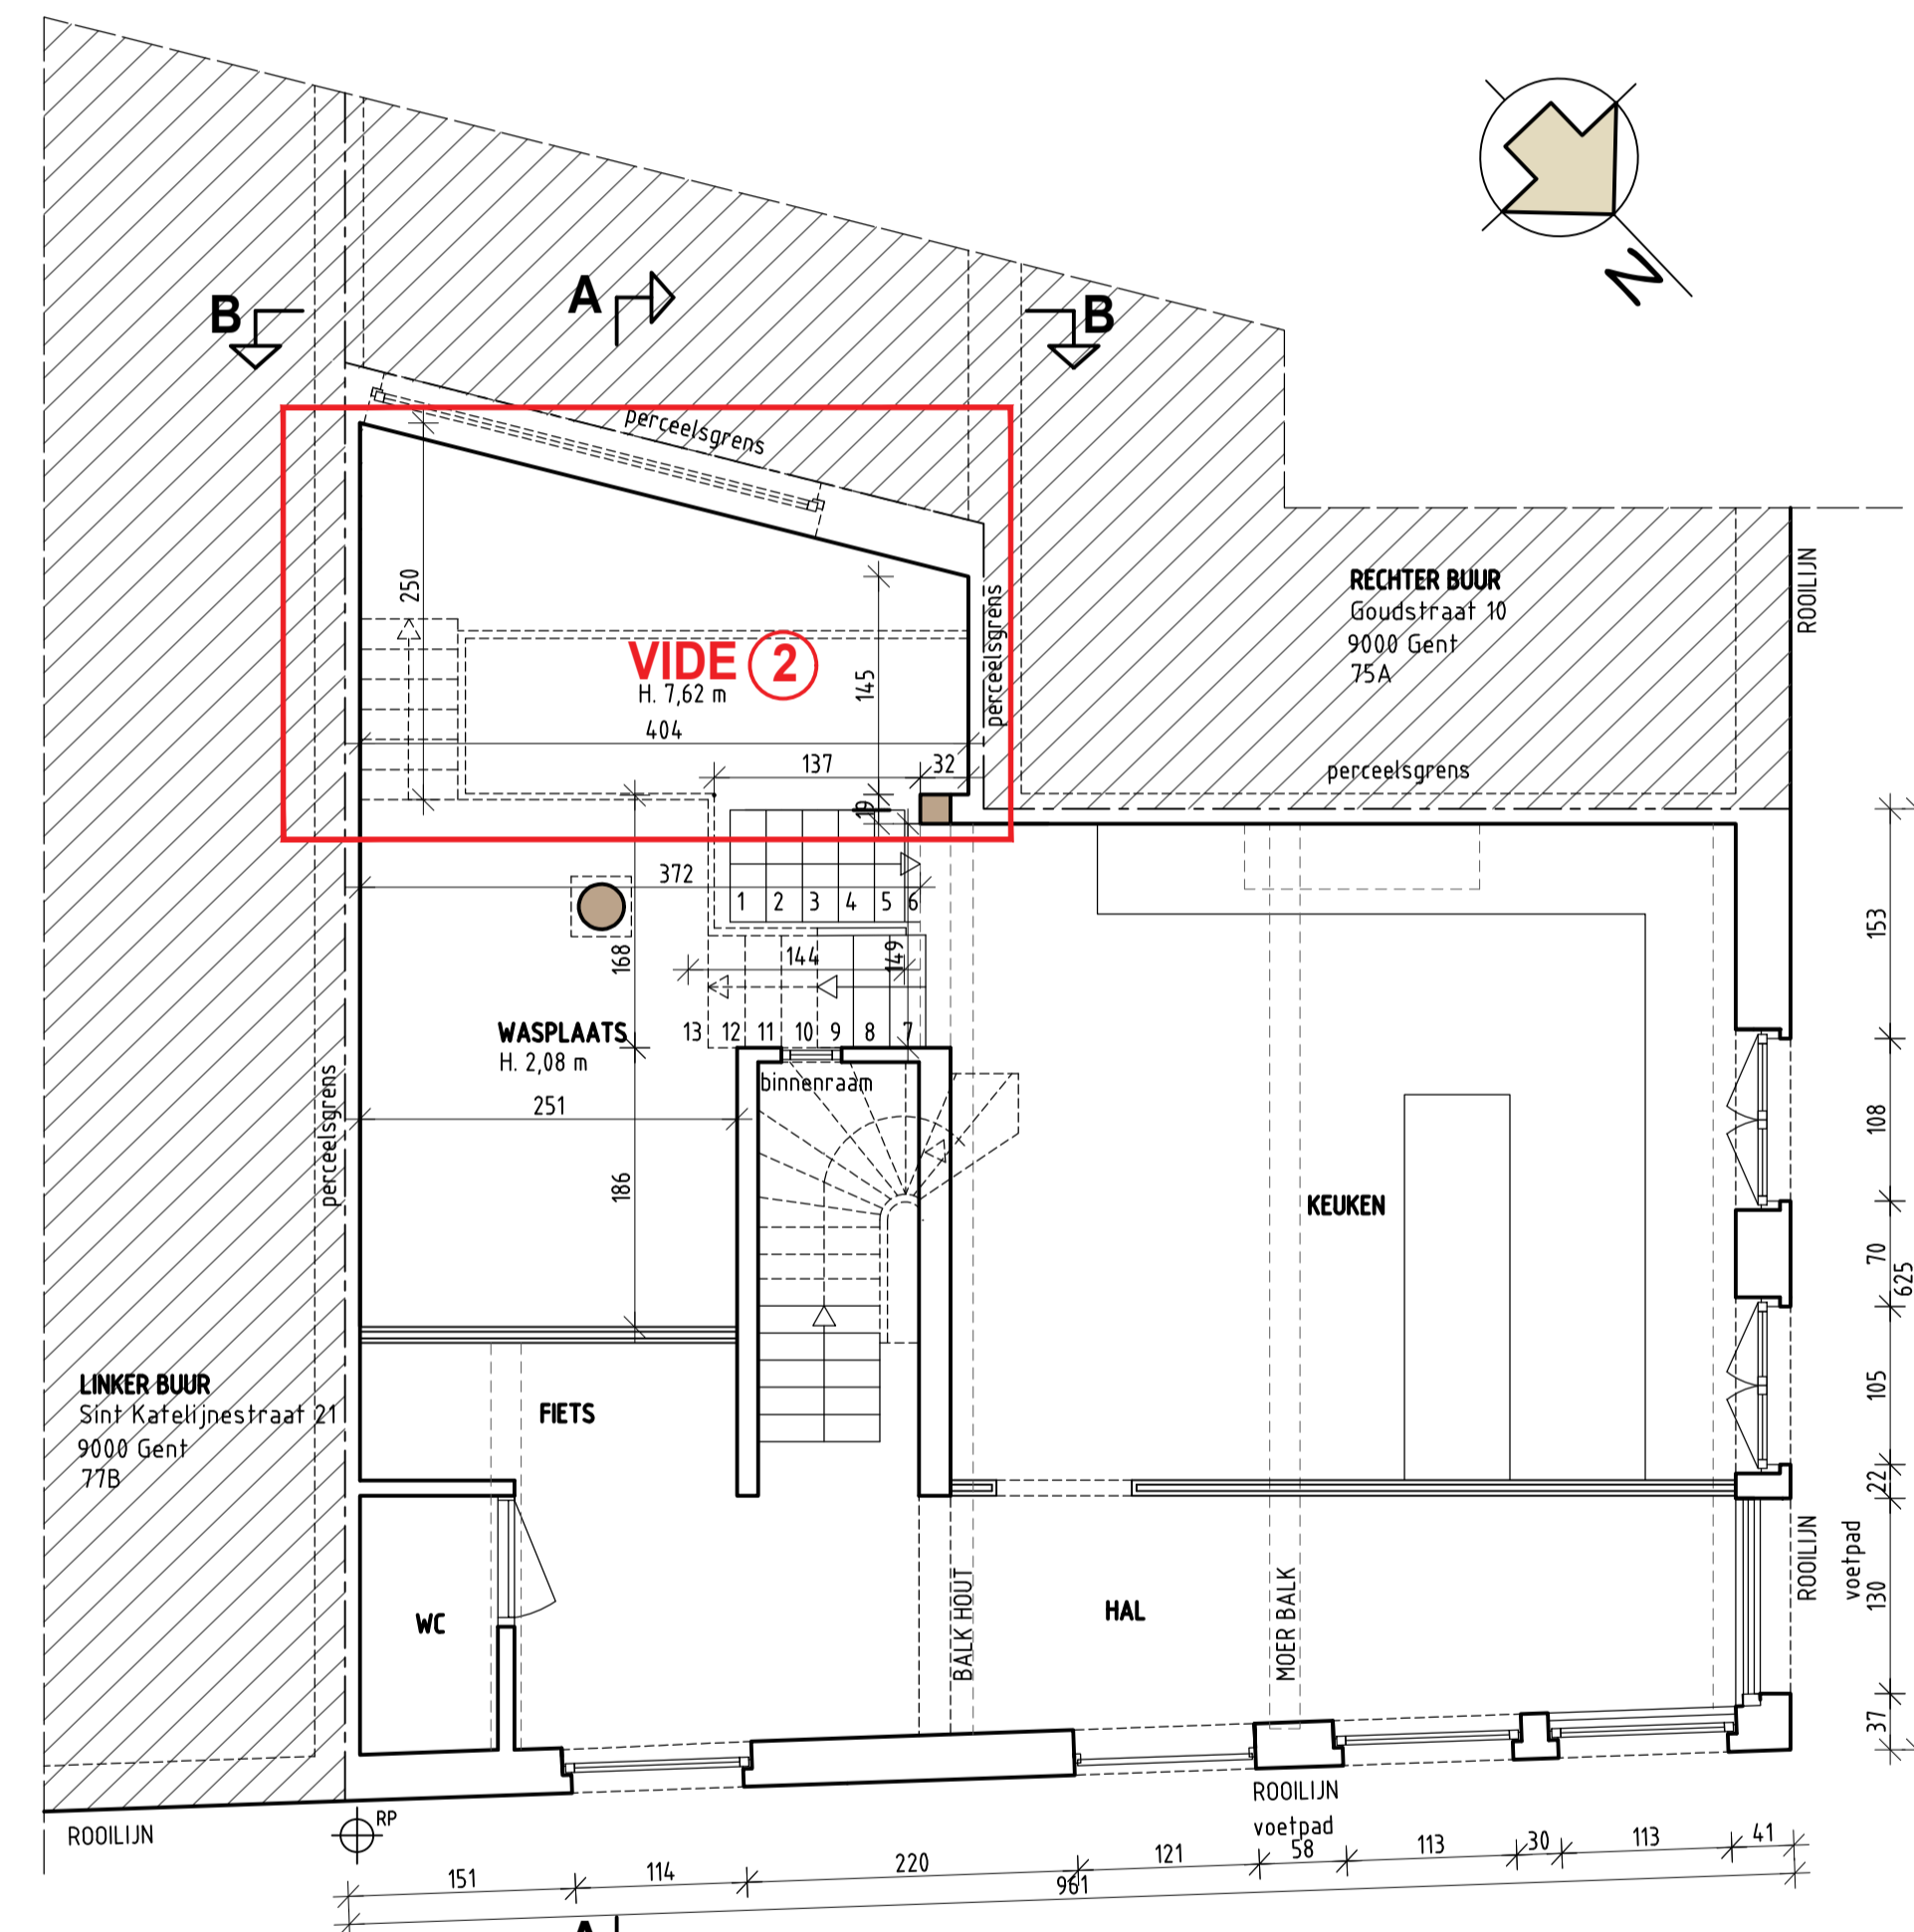 N
B
A
B
perceelsgrens
250
RECHTER BUUR
Goudstraat 10
9000 Gent
75A
ROOILIJN
VIDE 2
H. 7,62 m
145
perceelsgrens
404
137
32
perceelsgrens
19
372
1 2 3 4 5 6
153
168
144
149
WASPLAATS
H. 2,08 m
13 12 11 10 9 8 7
binnenraam
251
perceelsgrens
108
186
KEUKEN
70
625
LINKER BUUR
Sint Katelijnestraat 21
9000 Gent
77B
FIETS
105
22
WC
BALK HOUT
HAL
MOER BALK
ROOILIJN
voetpad
130
37
ROOILIJN
RP
ROOILIJN
voetpad
151
114
220
121
58
113
30
113
41
961
A